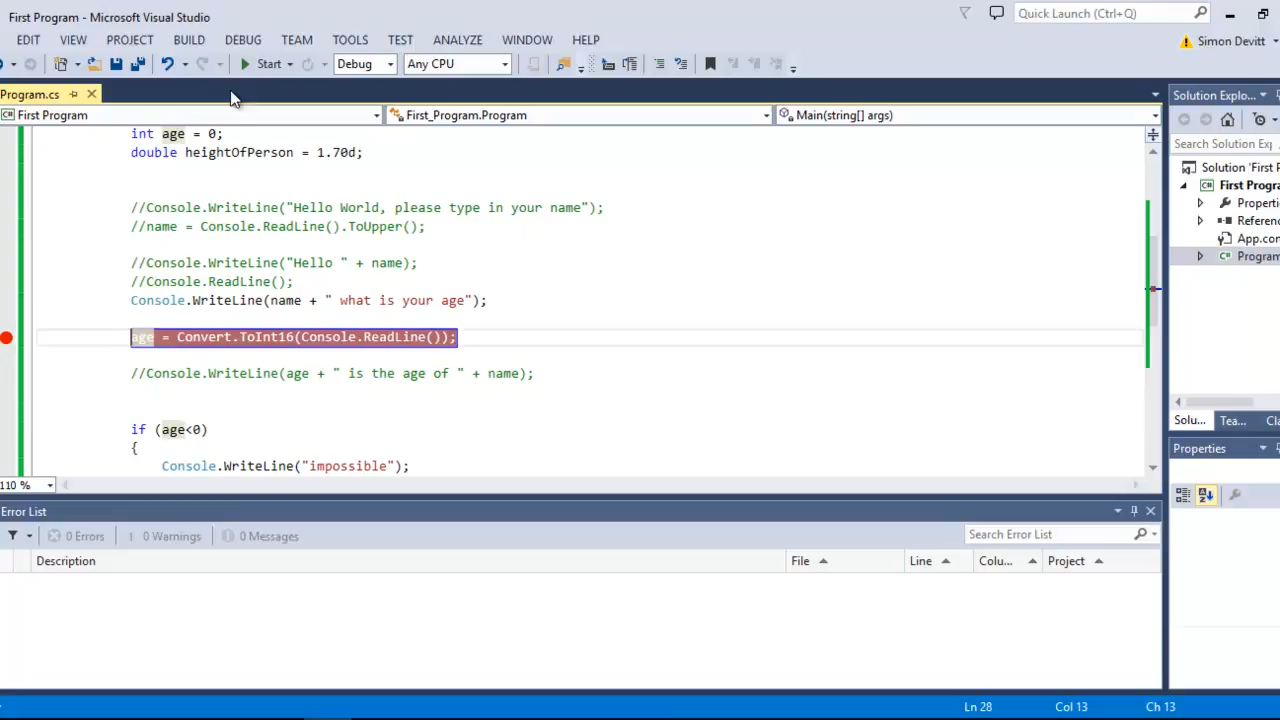 First Program - Microsoft Visual Studio
Quick Launch (Ctrl+Q)
EDIT VIEW PROJECT BUILD DEBUG TEAM TOOLS TEST ANALYZE WINDOW HELP
Simon Devitt
Start Debug Any CPU
Program.cs
First Program First_Program.Program Main(string[] args)
int age = 0;
double heightOfPerson = 1.70d;
//Console.WriteLine("Hello World, please type in your name");
//name = Console.ReadLine().ToUpper();
//Console.WriteLine("Hello " + name);
//Console.ReadLine();
Console.WriteLine(name + " what is your age");
age = Convert.ToInt16(Console.ReadLine());
//Console.WriteLine(age + " is the age of " + name);
if (age<0)
{
Console.WriteLine("impossible");
110 %
Solution Explo...
Search Solution Exp
Solution 'First P
First Progra
Properti
Referenc
App.con
Program
Solu... Tea... Cla
Properties
Error List
0 Errors 0 Warnings 0 Messages
Search Error List
Description File Line Colu... Project
Ln 28 Col 13 Ch 13